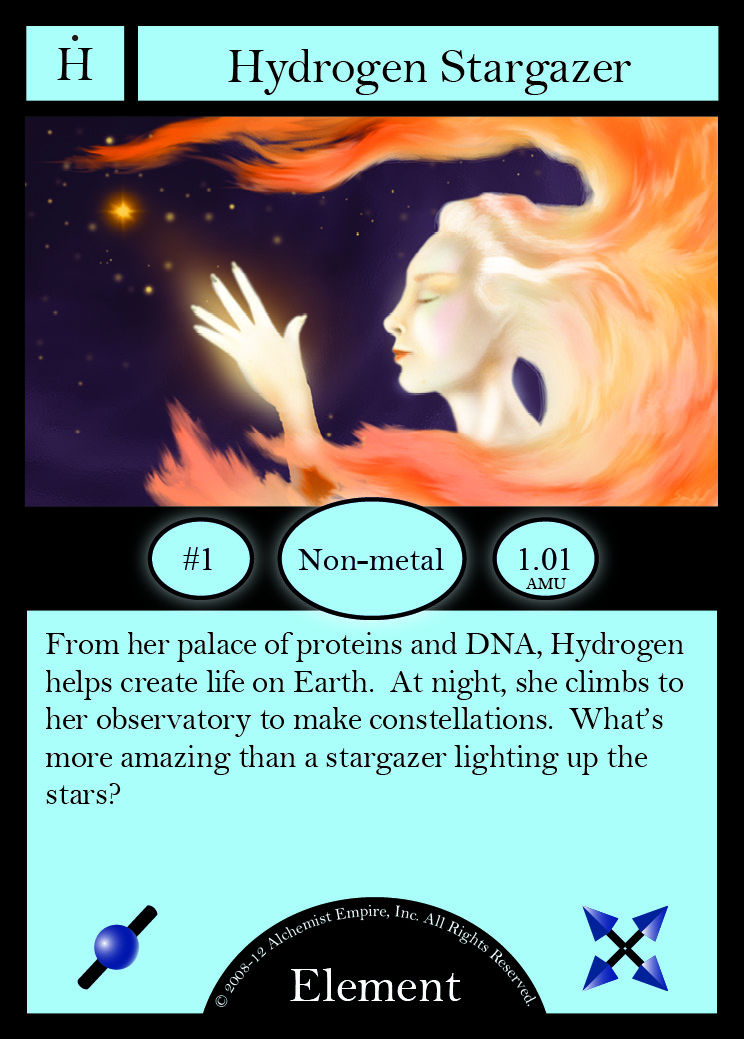 Ḣ
Hydrogen Stargazer
#1
Non-metal
1.01
AMU
From her palace of proteins and DNA, Hydrogen
helps create life on Earth.  At night, she climbs to
her observatory to make constellations.  What's
more amazing than a stargazer lighting up the
stars?
© 2008-12 Alchemist Empire, Inc. All Rights Reserved.
Element